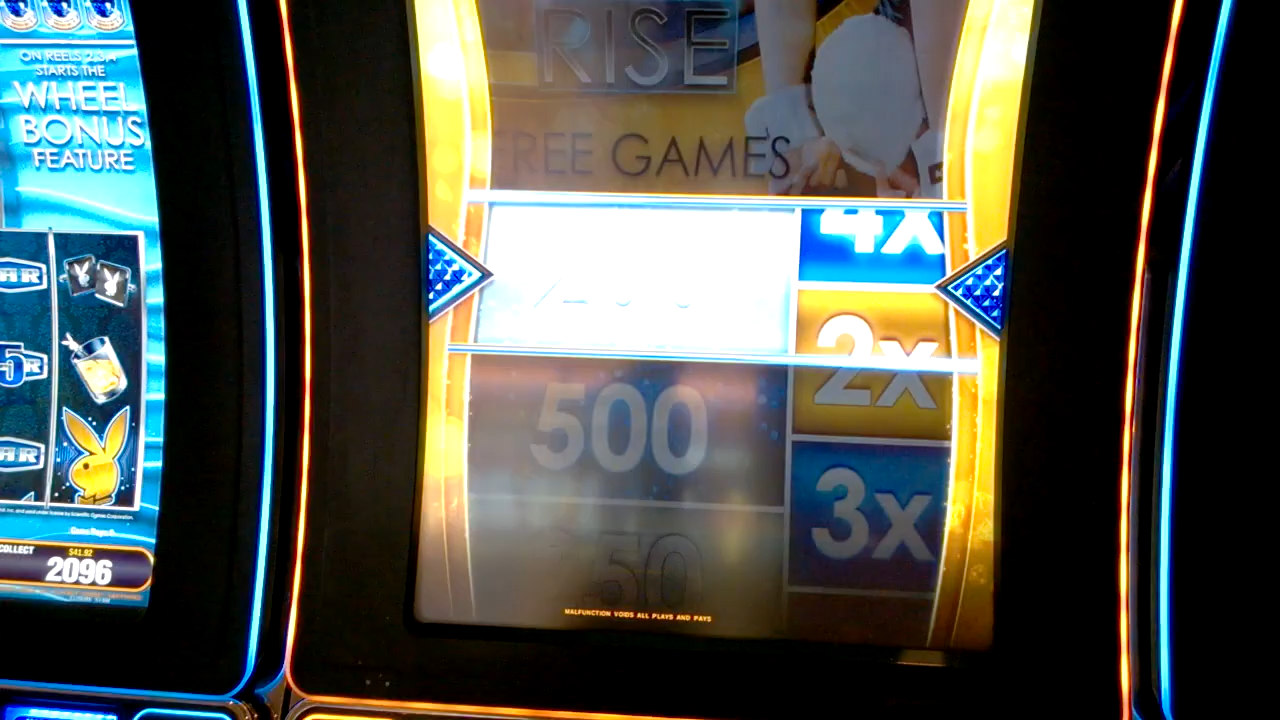 ON REELS 2,3,4
STARTS THE
WHEEL
BONUS
FEATURE
COLLECT
$41.92
2096
RISE
FREE GAMES
4X
2X
500
3X
50
MALFUNCTION VOIDS ALL PLAYS AND PAYS